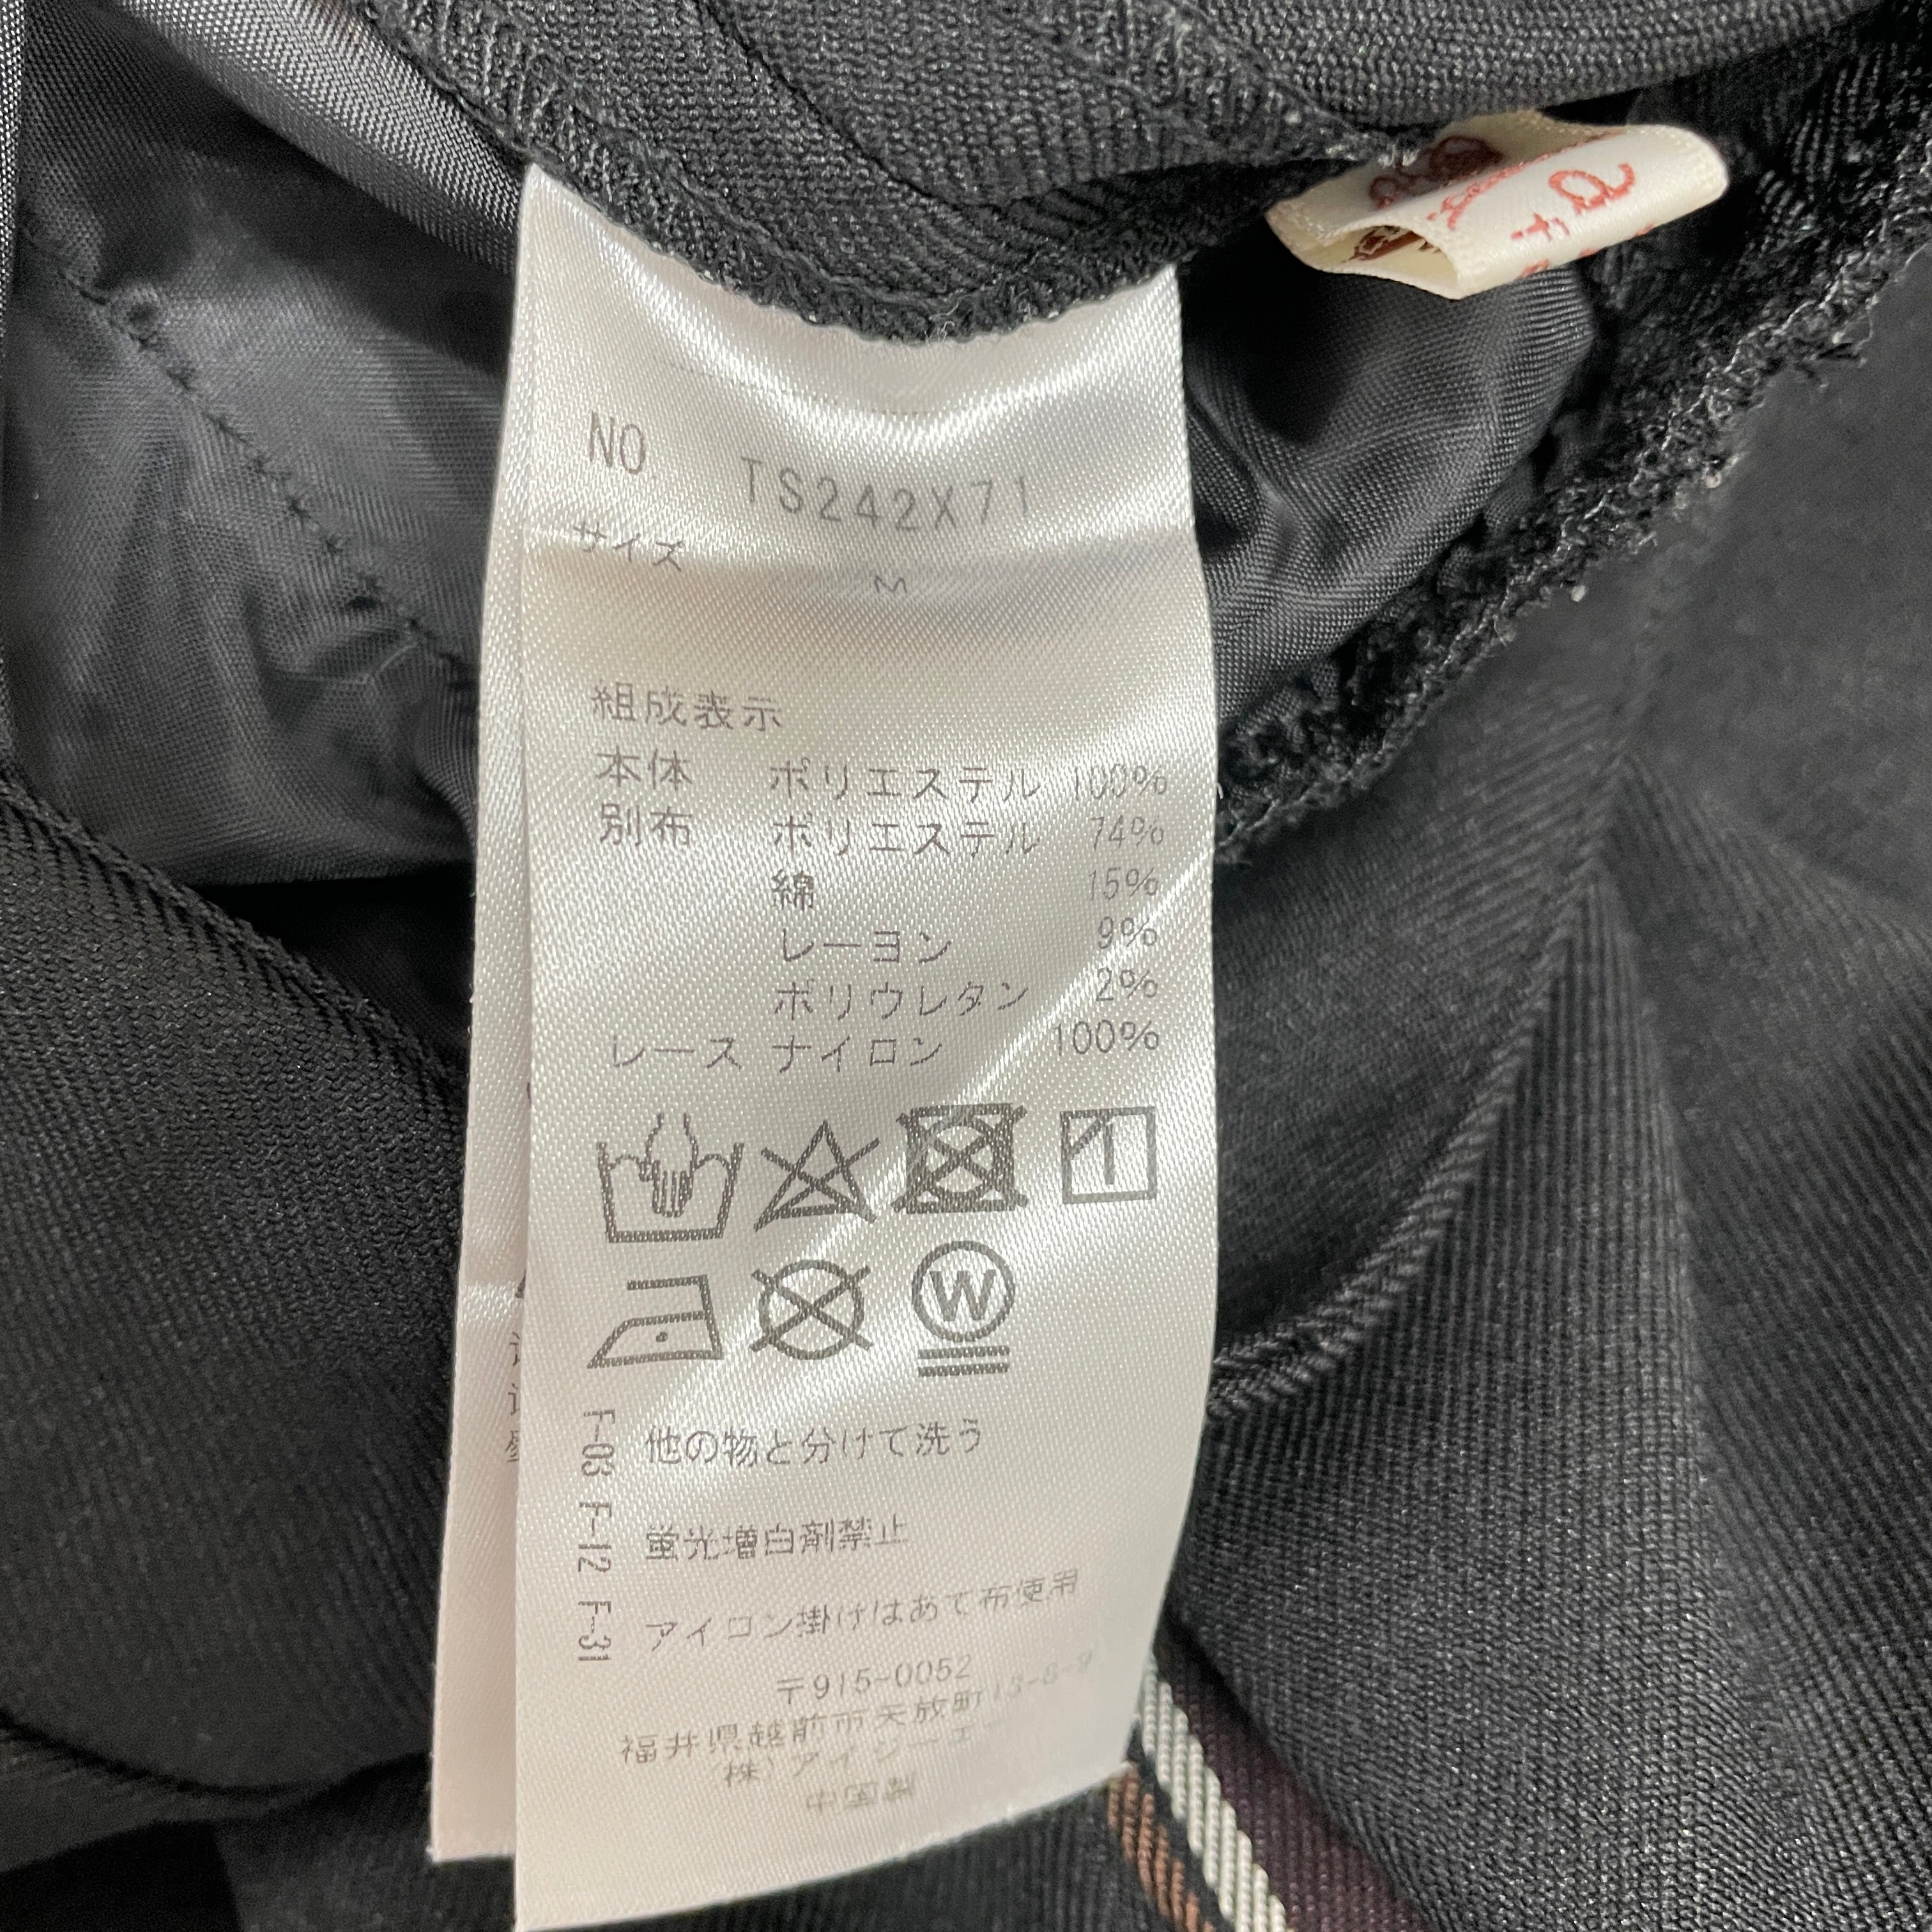 NO TS242X71
サイズ M
組成表示
本体 ポリエステル 100%
別布 ポリエステル 74%
綿 15%
レーヨン 9%
ポリウレタン 2%
レース ナイロン 100%
W
F-03 F-12 F-31
他の物と分けて洗う
蛍光増白剤禁止
アイロン掛けはあて布使用
〒915-0052
福井県越前市矢放町
中国製